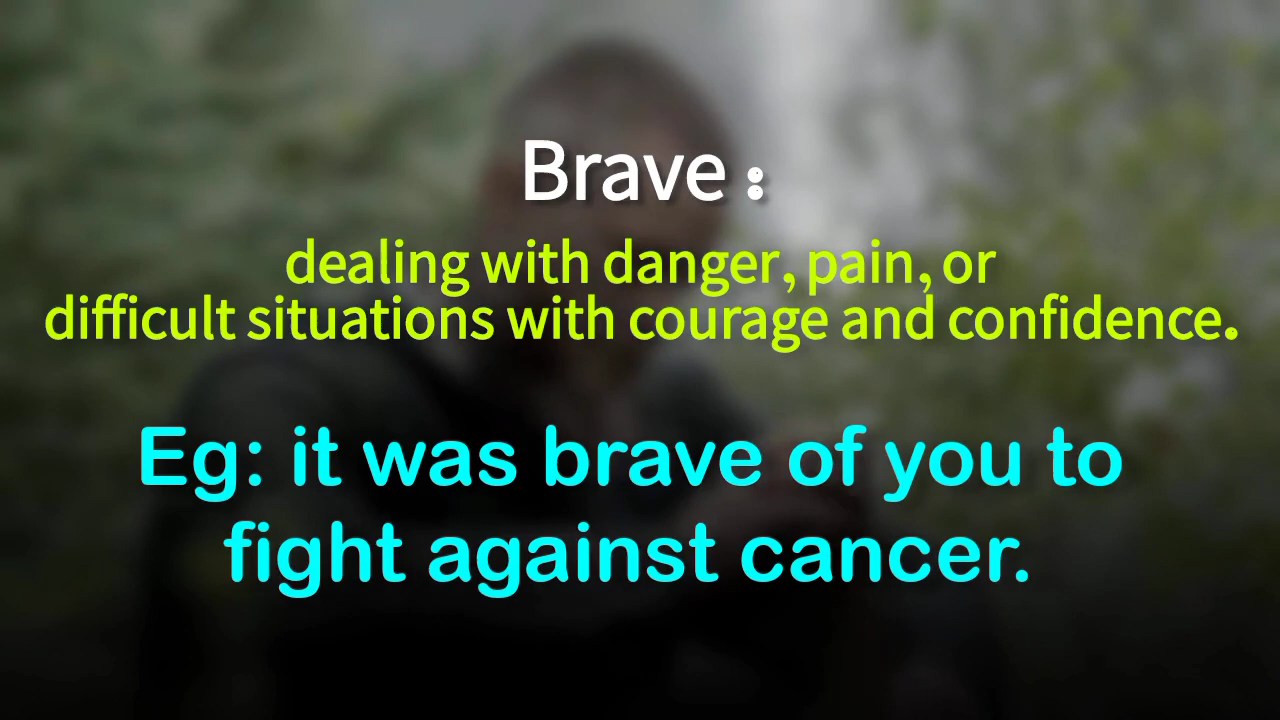 Brave :
dealing with danger, pain, or
difficult situations with courage and confidence.
Eg: it was brave of you to
fight against cancer.